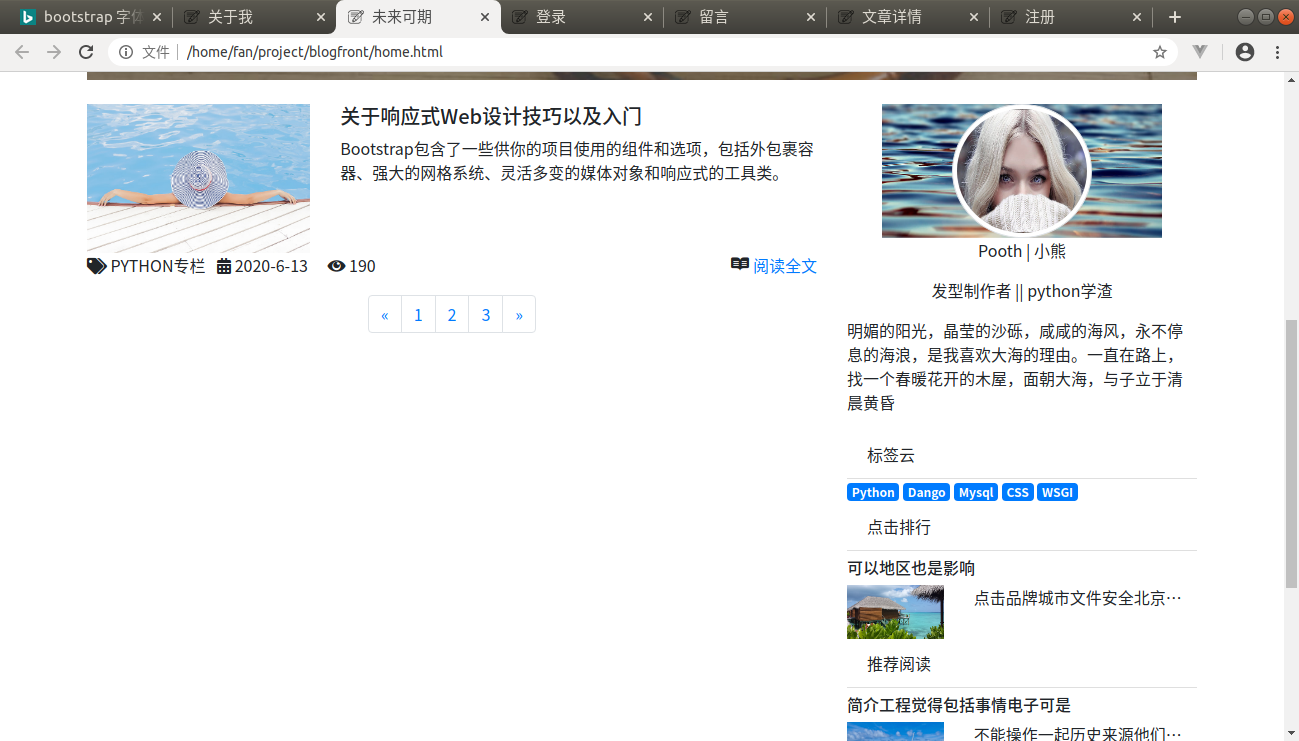 bootstrap 字体
关于我
未来可期
登录
留言
文章详情
注册
文件
/home/fan/project/blogfront/home.html
关于响应式Web设计技巧以及入门
Bootstrap包含了一些供你的项目使用的组件和选项，包括外包裹容
器、强大的网格系统、灵活多变的媒体对象和响应式的工具类。
PYTHON专栏 2020-6-13 190 阅读全文
« 1 2 3 »
Pooth | 小熊
发型制作者 || python学渣
明媚的阳光，晶莹的沙砾，咸咸的海风，永不停
息的海浪，是我喜欢大海的理由。一直在路上，
找一个春暖花开的木屋，面朝大海，与子立于清
晨黄昏
标签云
Python Dango Mysql CSS WSGI
点击排行
可以地区也是影响
点击品牌城市文件安全北京…
推荐阅读
简介工程觉得包括事情电子可是
不能操作一起历史来源他们…